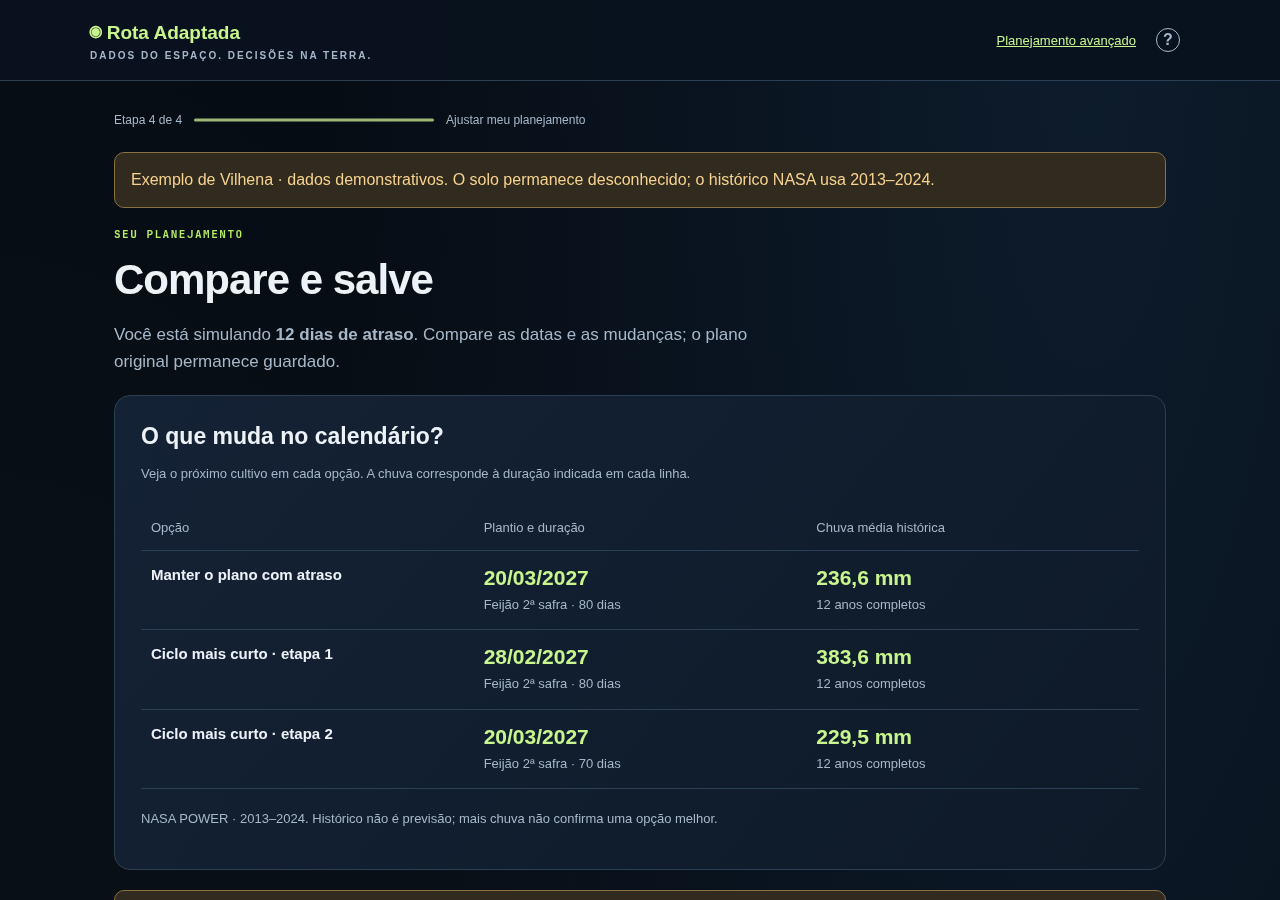 Rota Adaptada
DADOS DO ESPAÇO. DECISÕES NA TERRA.
Planejamento avançado
?
Etapa 4 de 4
Ajustar meu planejamento
Exemplo de Vilhena · dados demonstrativos. O solo permanece desconhecido; o histórico NASA usa 2013–2024.
SEU PLANEJAMENTO
Compare e salve
Você está simulando 12 dias de atraso. Compare as datas e as mudanças; o plano
original permanece guardado.
O que muda no calendário?
Veja o próximo cultivo em cada opção. A chuva corresponde à duração indicada em cada linha.
Opção
Plantio e duração
Chuva média histórica
Manter o plano com atraso
20/03/2027
Feijão 2ª safra · 80 dias
236,6 mm
12 anos completos
Ciclo mais curto · etapa 1
28/02/2027
Feijão 2ª safra · 80 dias
383,6 mm
12 anos completos
Ciclo mais curto · etapa 2
20/03/2027
Feijão 2ª safra · 70 dias
229,5 mm
12 anos completos
NASA POWER · 2013–2024. Histórico não é previsão; mais chuva não confirma uma opção melhor.